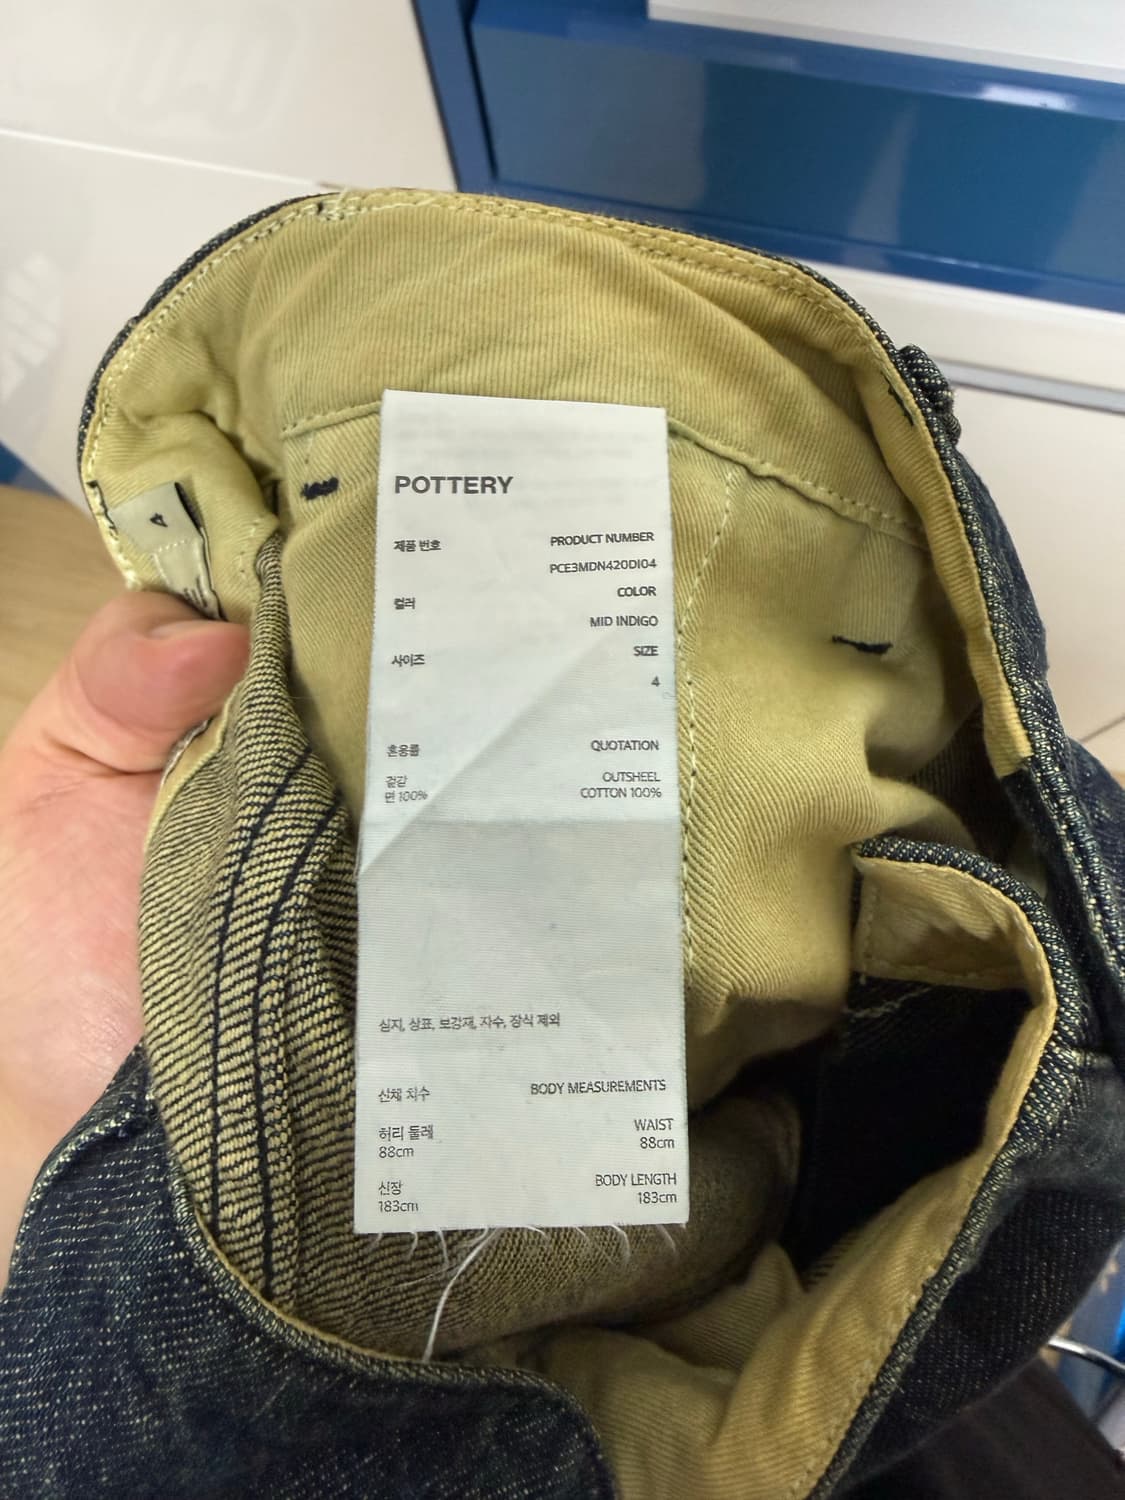 POTTERY
제품 번호 PRODUCT NUMBER
PCE3MDN420DI04
컬러 COLOR
MID INDIGO
사이즈 SIZE
4
혼용률 QUOTATION
겉감 OUTSHEEL
면 100% COTTON 100%
심지, 상표, 보강재, 자수, 장식 제외
신체 치수 BODY MEASUREMENTS
허리 둘레 WAIST
88cm 88cm
신장 BODY LENGTH
183cm 183cm
4